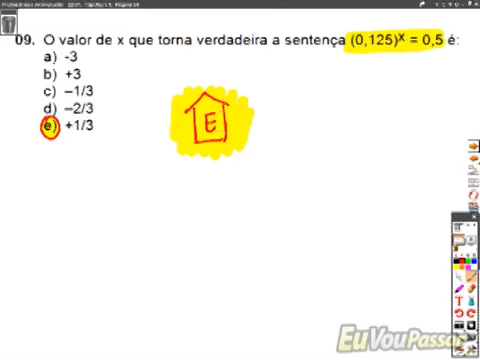 09. O valor de x que torna verdadeira a sentença (0,125)ˣ = 0,5 é:
a) -3
b) +3
c) –1/3
d) –2/3
e) +1/3
E
EuVouPassar